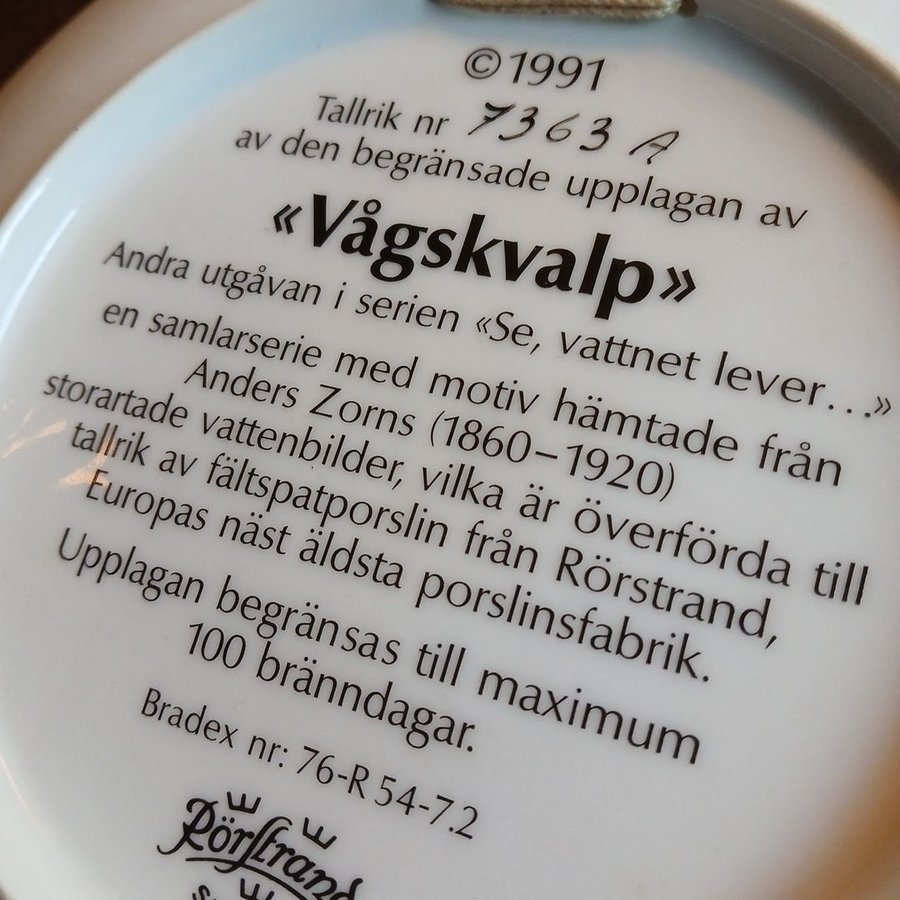 ©1991
Tallrik nr 7363 A
av den begränsade upplagan av
«Vågskvalp»
Andra utgåvan i serien «Se, vattnet lever...»
en samlarserie med motiv hämtade från
Anders Zorns (1860–1920)
storartade vattenbilder, vilka är överförda till
tallrik av fältspatporslin från Rörstrand,
Europas näst äldsta porslinsfabrik.
Upplagan begränsas till maximum
100 bränndagar.
Bradex nr: 76-R 54-7.2
Rörstrand